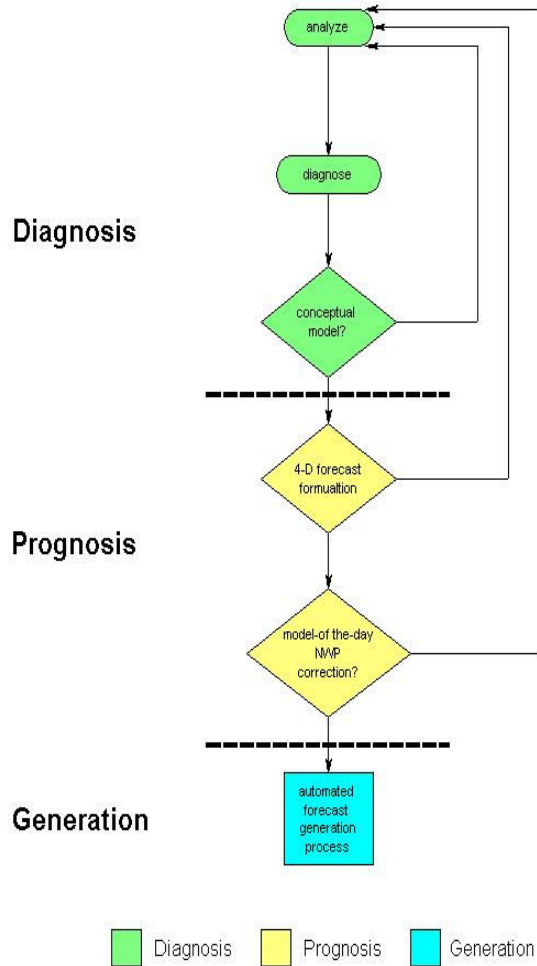 analyze
diagnose
Diagnosis
conceptual
model?
4-D forecast
formualtion
Prognosis
model-of the-day
NWP
correction?
automated
forecast
generation
process
Generation
Diagnosis
Prognosis
Generation